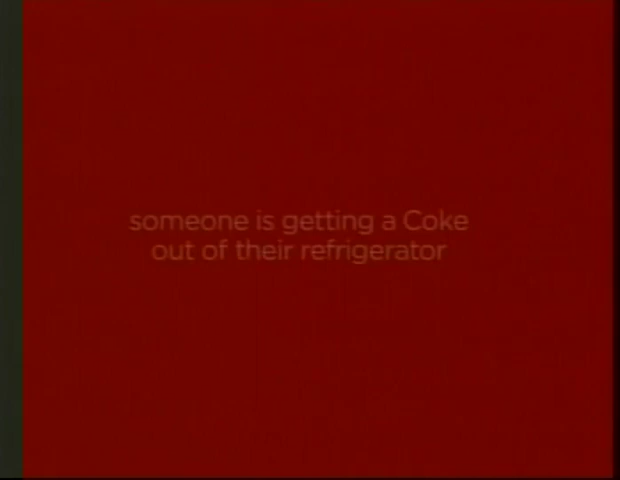 someone is getting a Coke
out of their refrigerator